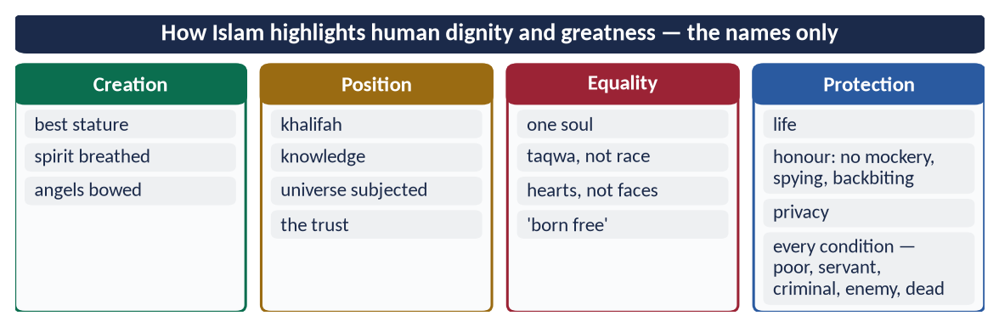 How Islam highlights human dignity and greatness — the names only
Creation
best stature
spirit breathed
angels bowed
Position
khalifah
knowledge
universe subjected
the trust
Equality
one soul
taqwa, not race
hearts, not faces
'born free'
Protection
life
honour: no mockery,
spying, backbiting
privacy
every condition —
poor, servant,
criminal, enemy, dead